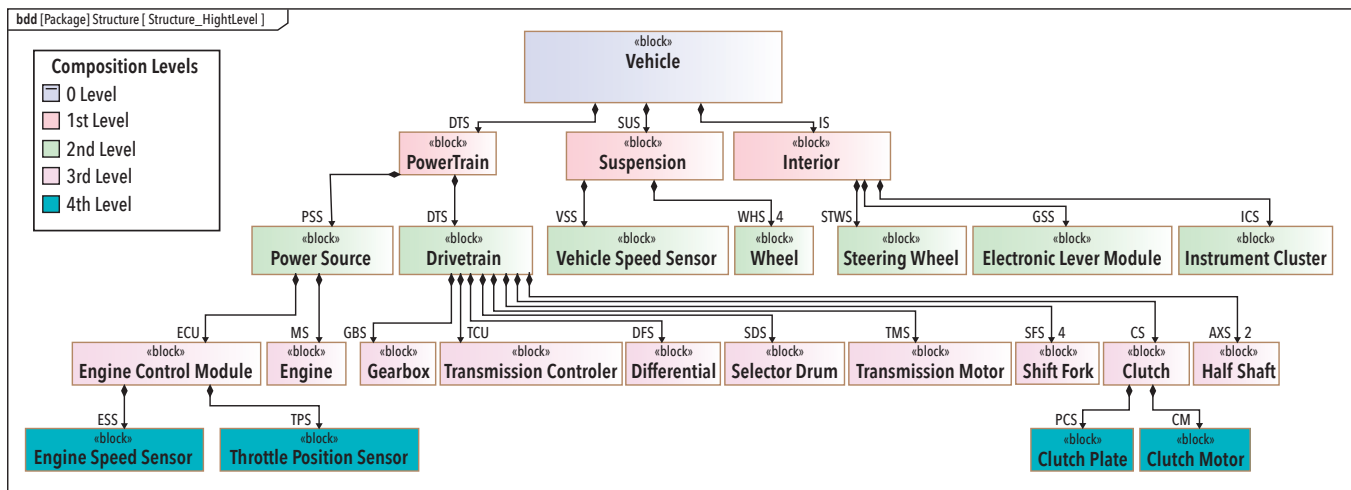 bdd [Package] Structure [ Structure_HightLevel ]
Composition Levels
0 Level
1st Level
2nd Level
3rd Level
4th Level
«block»
Vehicle
DTS
SUS
IS
«block»
PowerTrain
«block»
Suspension
«block»
Interior
PSS
DTS
VSS
WHS 4
STWS
GSS
ICS
«block»
Power Source
«block»
Drivetrain
«block»
Vehicle Speed Sensor
«block»
Wheel
«block»
Steering Wheel
«block»
Electronic Lever Module
«block»
Instrument Cluster
ECU
MS
GBS
TCU
DFS
SDS
TMS
SFS 4
CS
AXS 2
«block»
Engine Control Module
«block»
Engine
«block»
Gearbox
«block»
Transmission Controler
«block»
Differential
«block»
Selector Drum
«block»
Transmission Motor
«block»
Shift Fork
«block»
Clutch
«block»
Half Shaft
ESS
TPS
PCS
CM
«block»
Engine Speed Sensor
«block»
Throttle Position Sensor
«block»
Clutch Plate
«block»
Clutch Motor